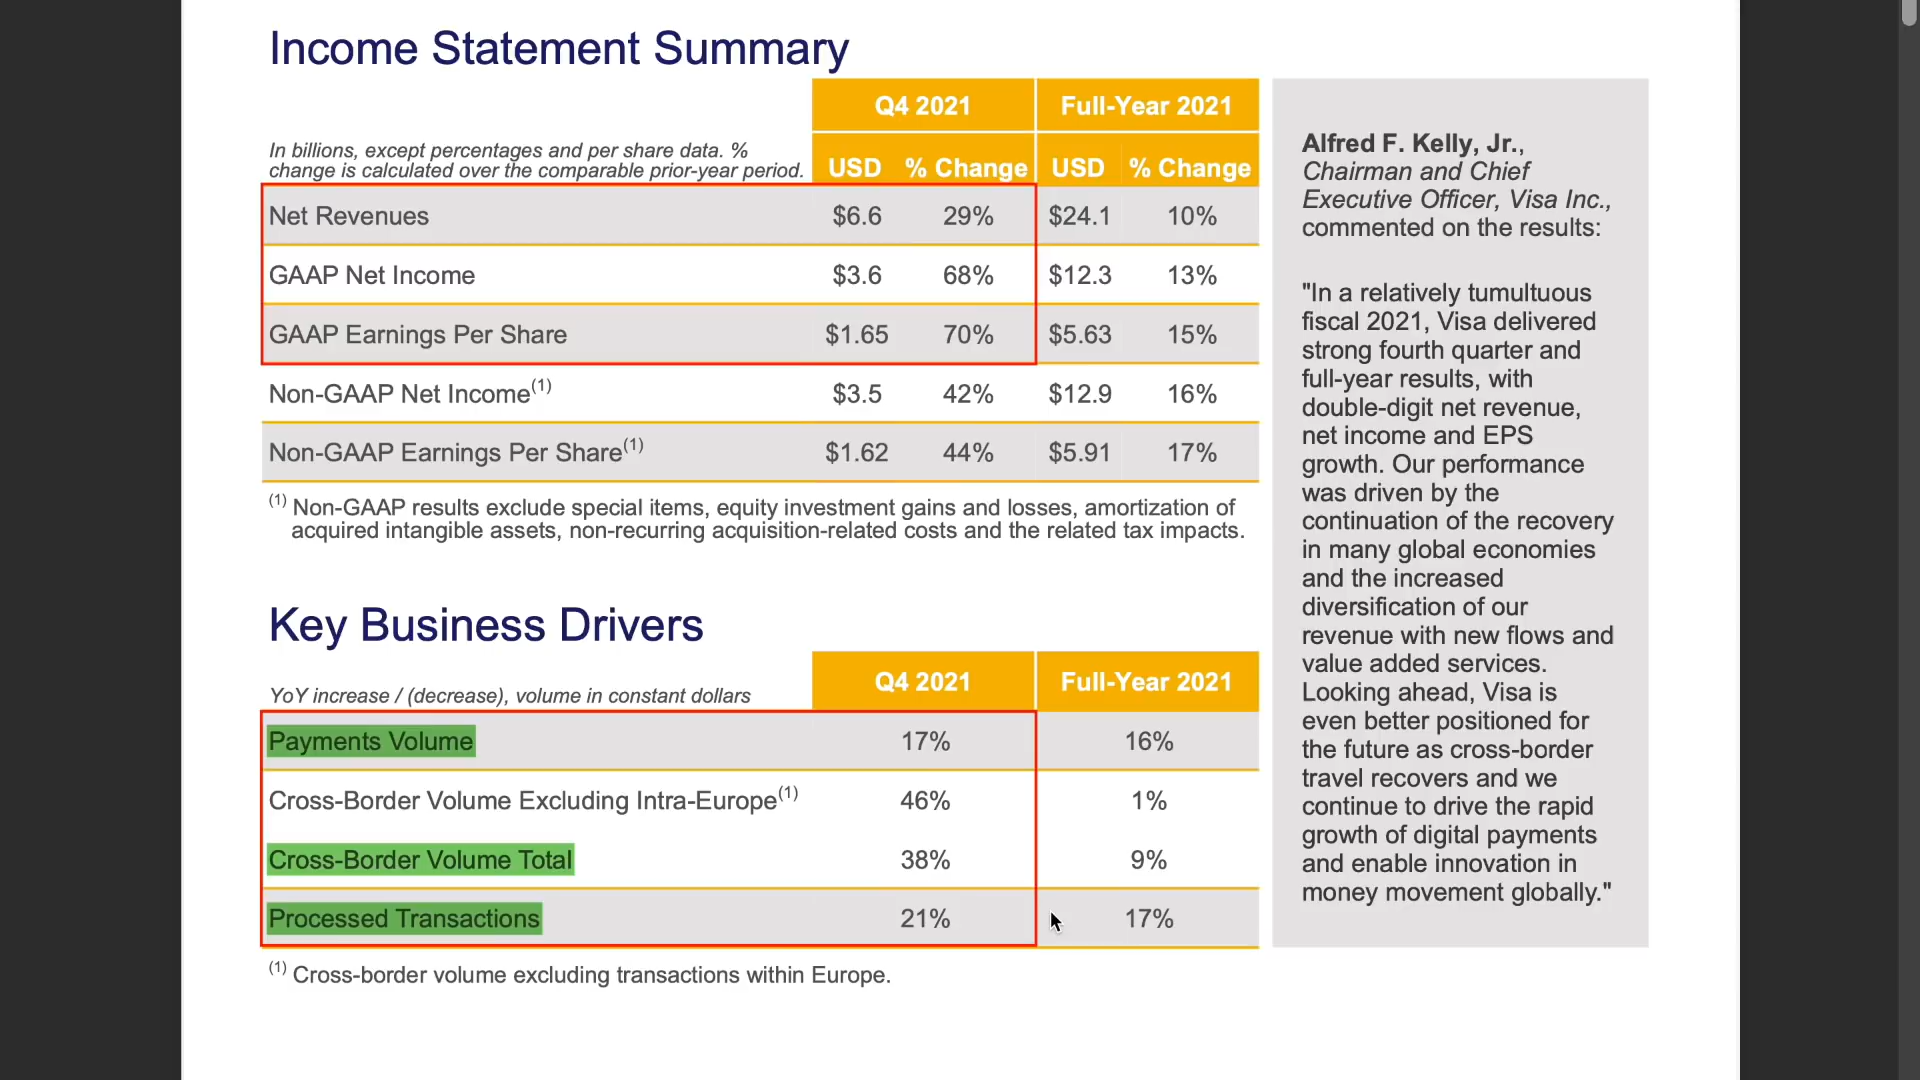 Income Statement Summary
Q4 2021 Full-Year 2021
In billions, except percentages and per share data. %
change is calculated over the comparable prior-year period.
USD % Change USD % Change
Net Revenues $6.6 29% $24.1 10%
GAAP Net Income $3.6 68% $12.3 13%
GAAP Earnings Per Share $1.65 70% $5.63 15%
Non-GAAP Net Income(1) $3.5 42% $12.9 16%
Non-GAAP Earnings Per Share(1) $1.62 44% $5.91 17%
(1) Non-GAAP results exclude special items, equity investment gains and losses, amortization of
acquired intangible assets, non-recurring acquisition-related costs and the related tax impacts.
Key Business Drivers
Q4 2021 Full-Year 2021
YoY increase / (decrease), volume in constant dollars
Payments Volume 17% 16%
Cross-Border Volume Excluding Intra-Europe(1) 46% 1%
Cross-Border Volume Total 38% 9%
Processed Transactions 21% 17%
(1) Cross-border volume excluding transactions within Europe.
Alfred F. Kelly, Jr.,
Chairman and Chief
Executive Officer, Visa Inc.,
commented on the results:
"In a relatively tumultuous
fiscal 2021, Visa delivered
strong fourth quarter and
full-year results, with
double-digit net revenue,
net income and EPS
growth. Our performance
was driven by the
continuation of the recovery
in many global economies
and the increased
diversification of our
revenue with new flows and
value added services.
Looking ahead, Visa is
even better positioned for
the future as cross-border
travel recovers and we
continue to drive the rapid
growth of digital payments
and enable innovation in
money movement globally."